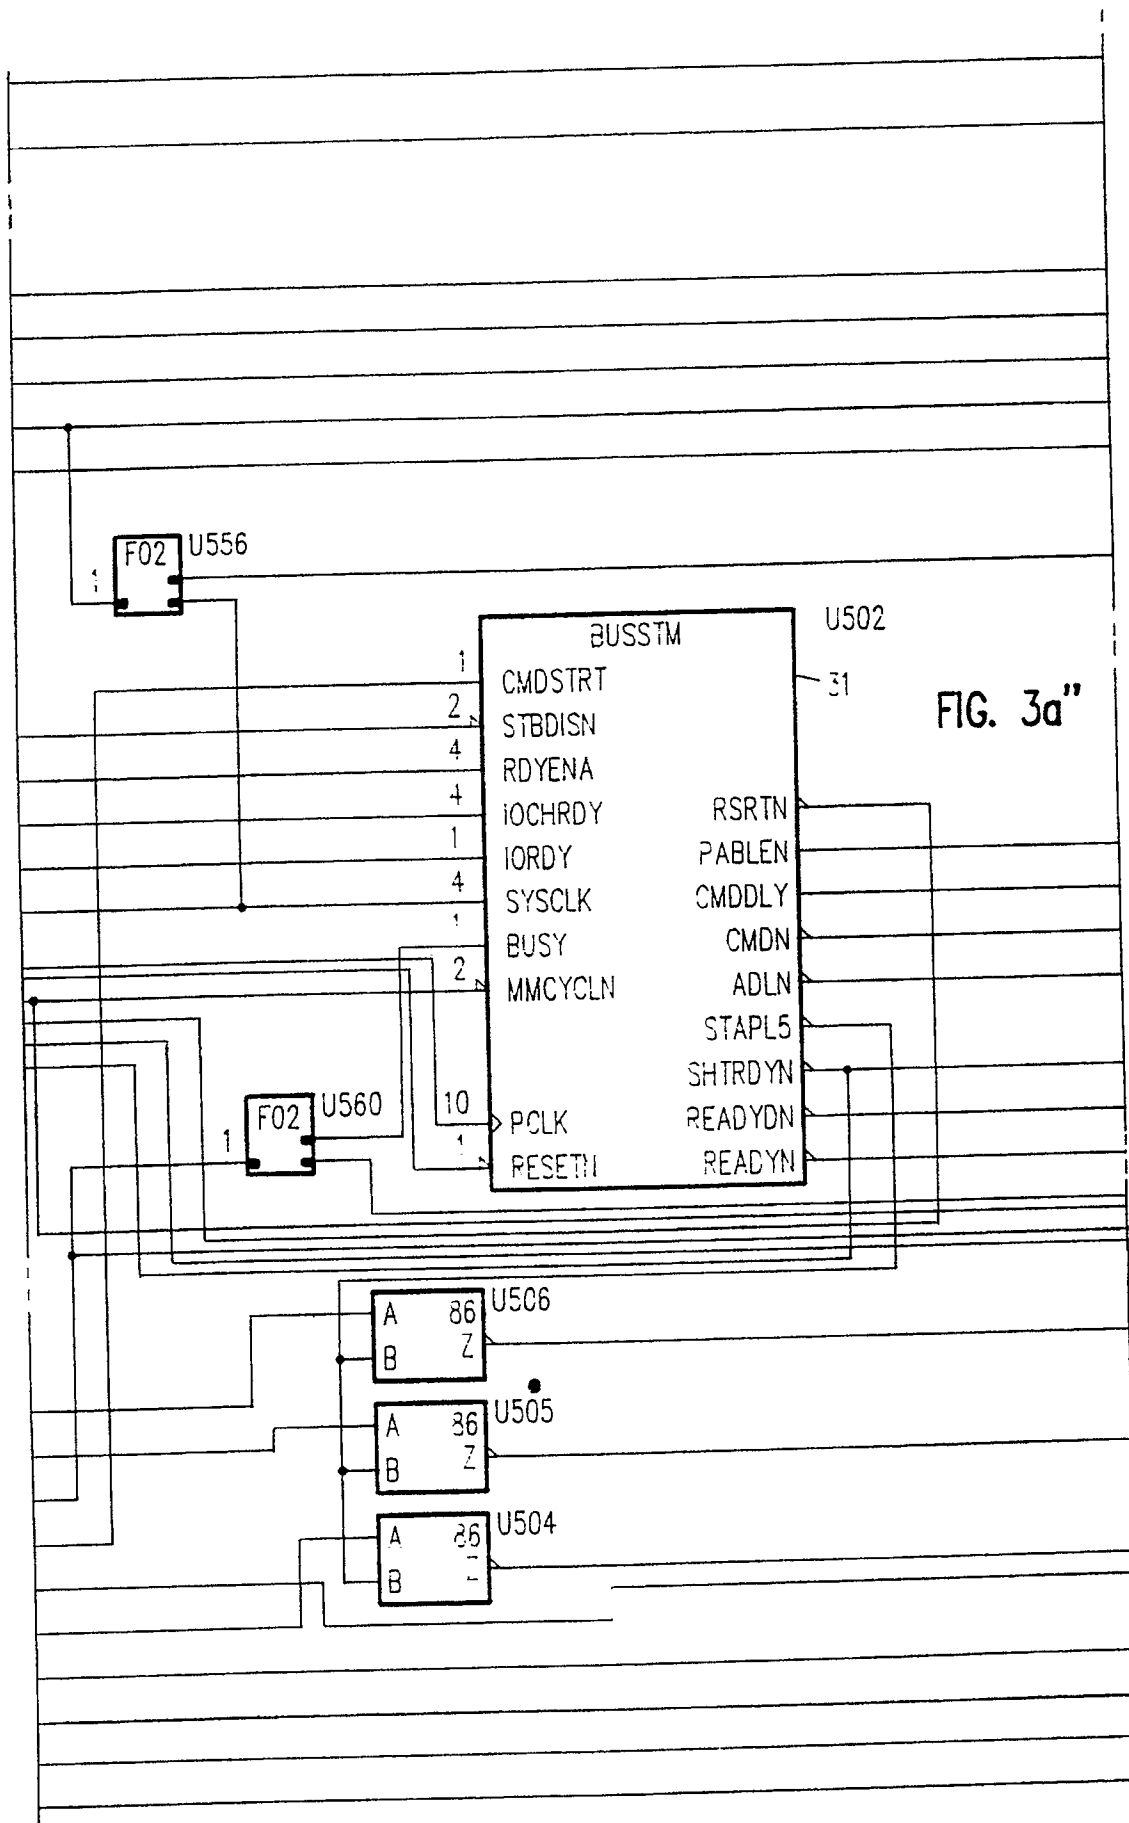 F02 U556
1
BUSSTM U502
31
FIG. 3a"
1 CMDSTRT
2 STBDISN
4 RDYENA
4 IOCHRDY RSRTN
1 IORDY PABLEN
4 SYSCLK CMDDLY
1 BUSY CMDN
2 MMCYCLN ADLN
STAPL5
SHTRDYN
10 PCLK READYDN
1 RESETN READYN
F02 U560
1
A 86 U506
B Z
A 86 U505
B Z
A 86 U504
B Z